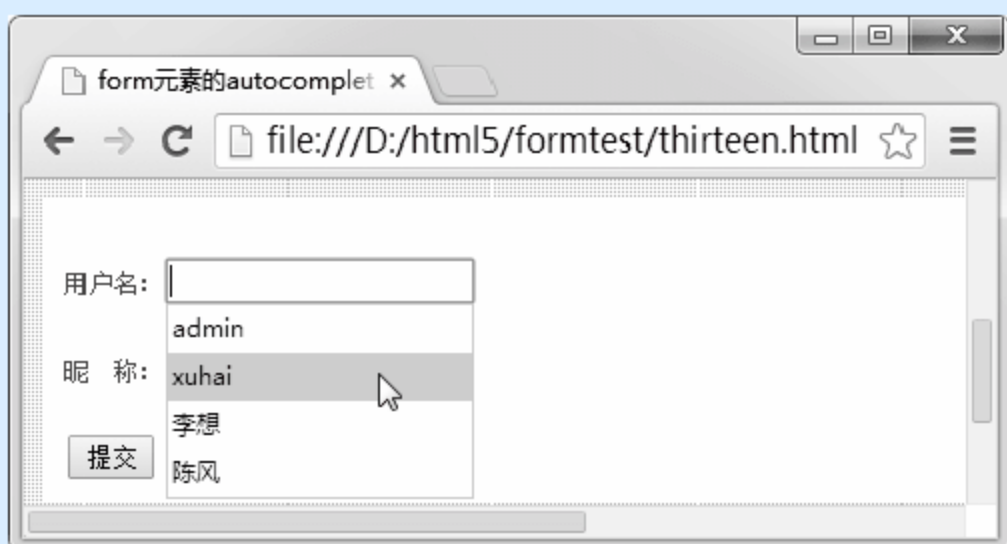 form元素的autocomplet
file:///D:/html5/formtest/thirteen.html
用户名：
admin
昵 称：
xuhai
李想
提交
陈风